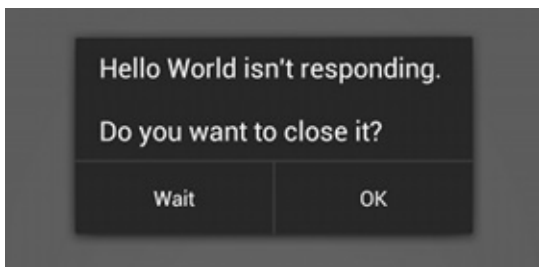 Hello World isn't responding.
Do you want to close it?
Wait
OK